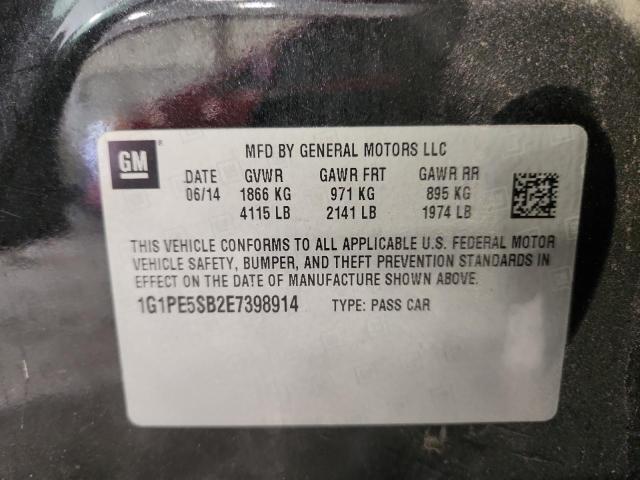 GM
MFD BY GENERAL MOTORS LLC
DATE GVWR GAWR FRT GAWR RR
06/14 1866 KG 971 KG 895 KG
4115 LB 2141 LB 1974 LB
THIS VEHICLE CONFORMS TO ALL APPLICABLE U.S. FEDERAL MOTOR
VEHICLE SAFETY, BUMPER, AND THEFT PREVENTION STANDARDS IN
EFFECT ON THE DATE OF MANUFACTURE SHOWN ABOVE.
1G1PE5SB2E7398914 TYPE: PASS CAR